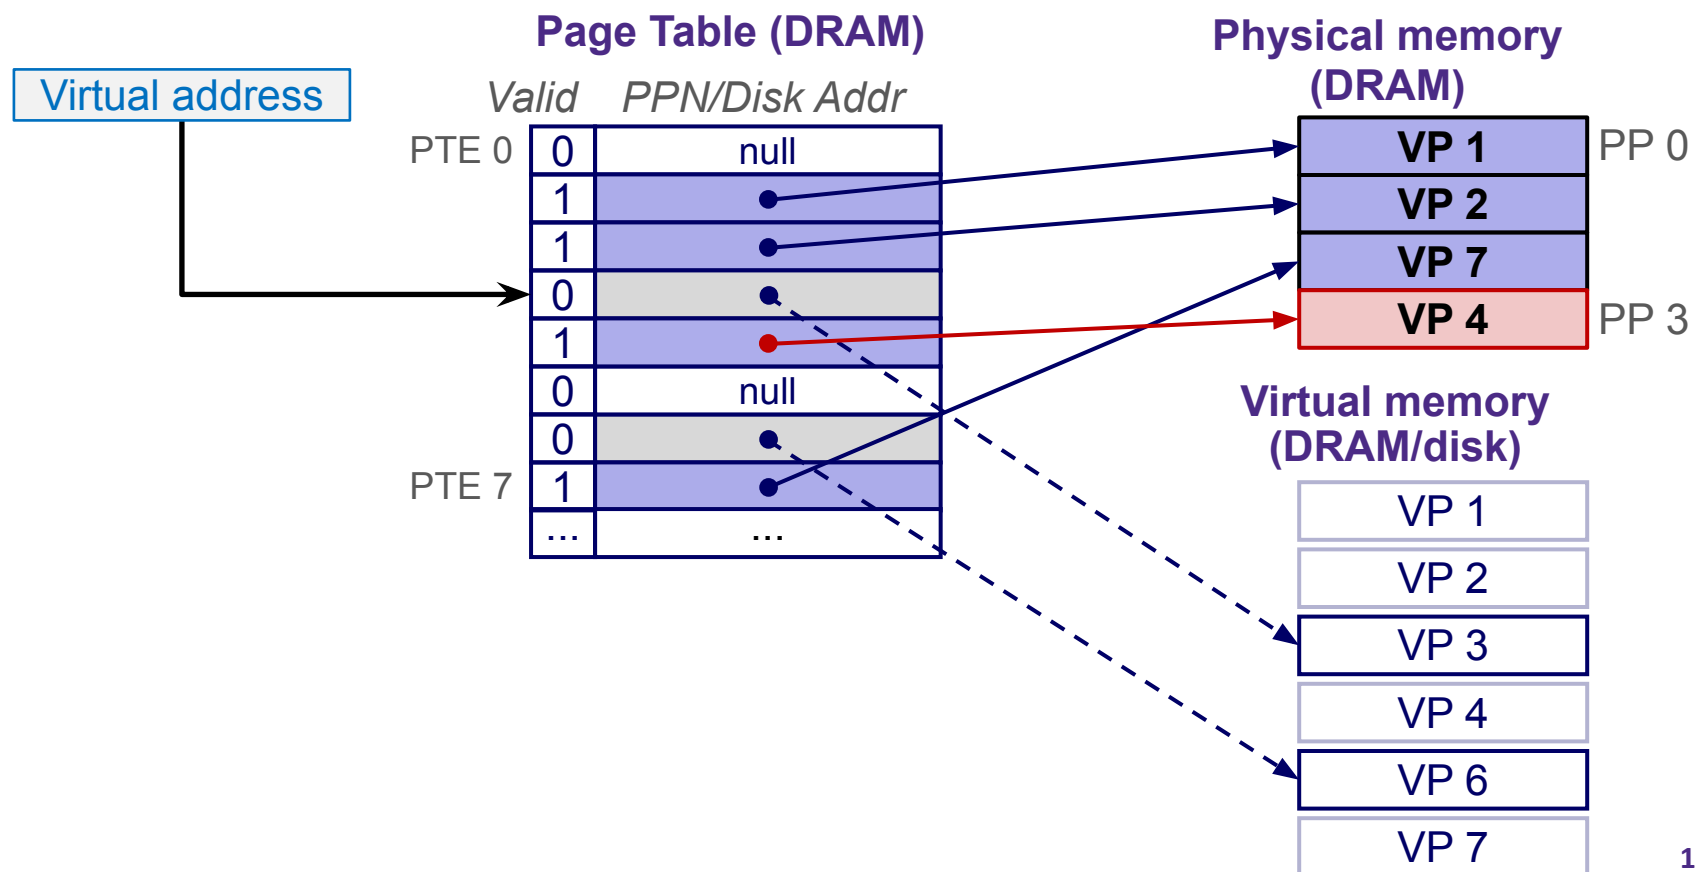 Page Table (DRAM)
Physical memory
(DRAM)
Virtual address
Valid PPN/Disk Addr
PTE 0 0 null
1
1
0
1
0 null
0
PTE 7 1
... ...
VP 1 PP 0
VP 2
VP 7
VP 4 PP 3
Virtual memory
(DRAM/disk)
VP 1
VP 2
VP 3
VP 4
VP 6
VP 7
1